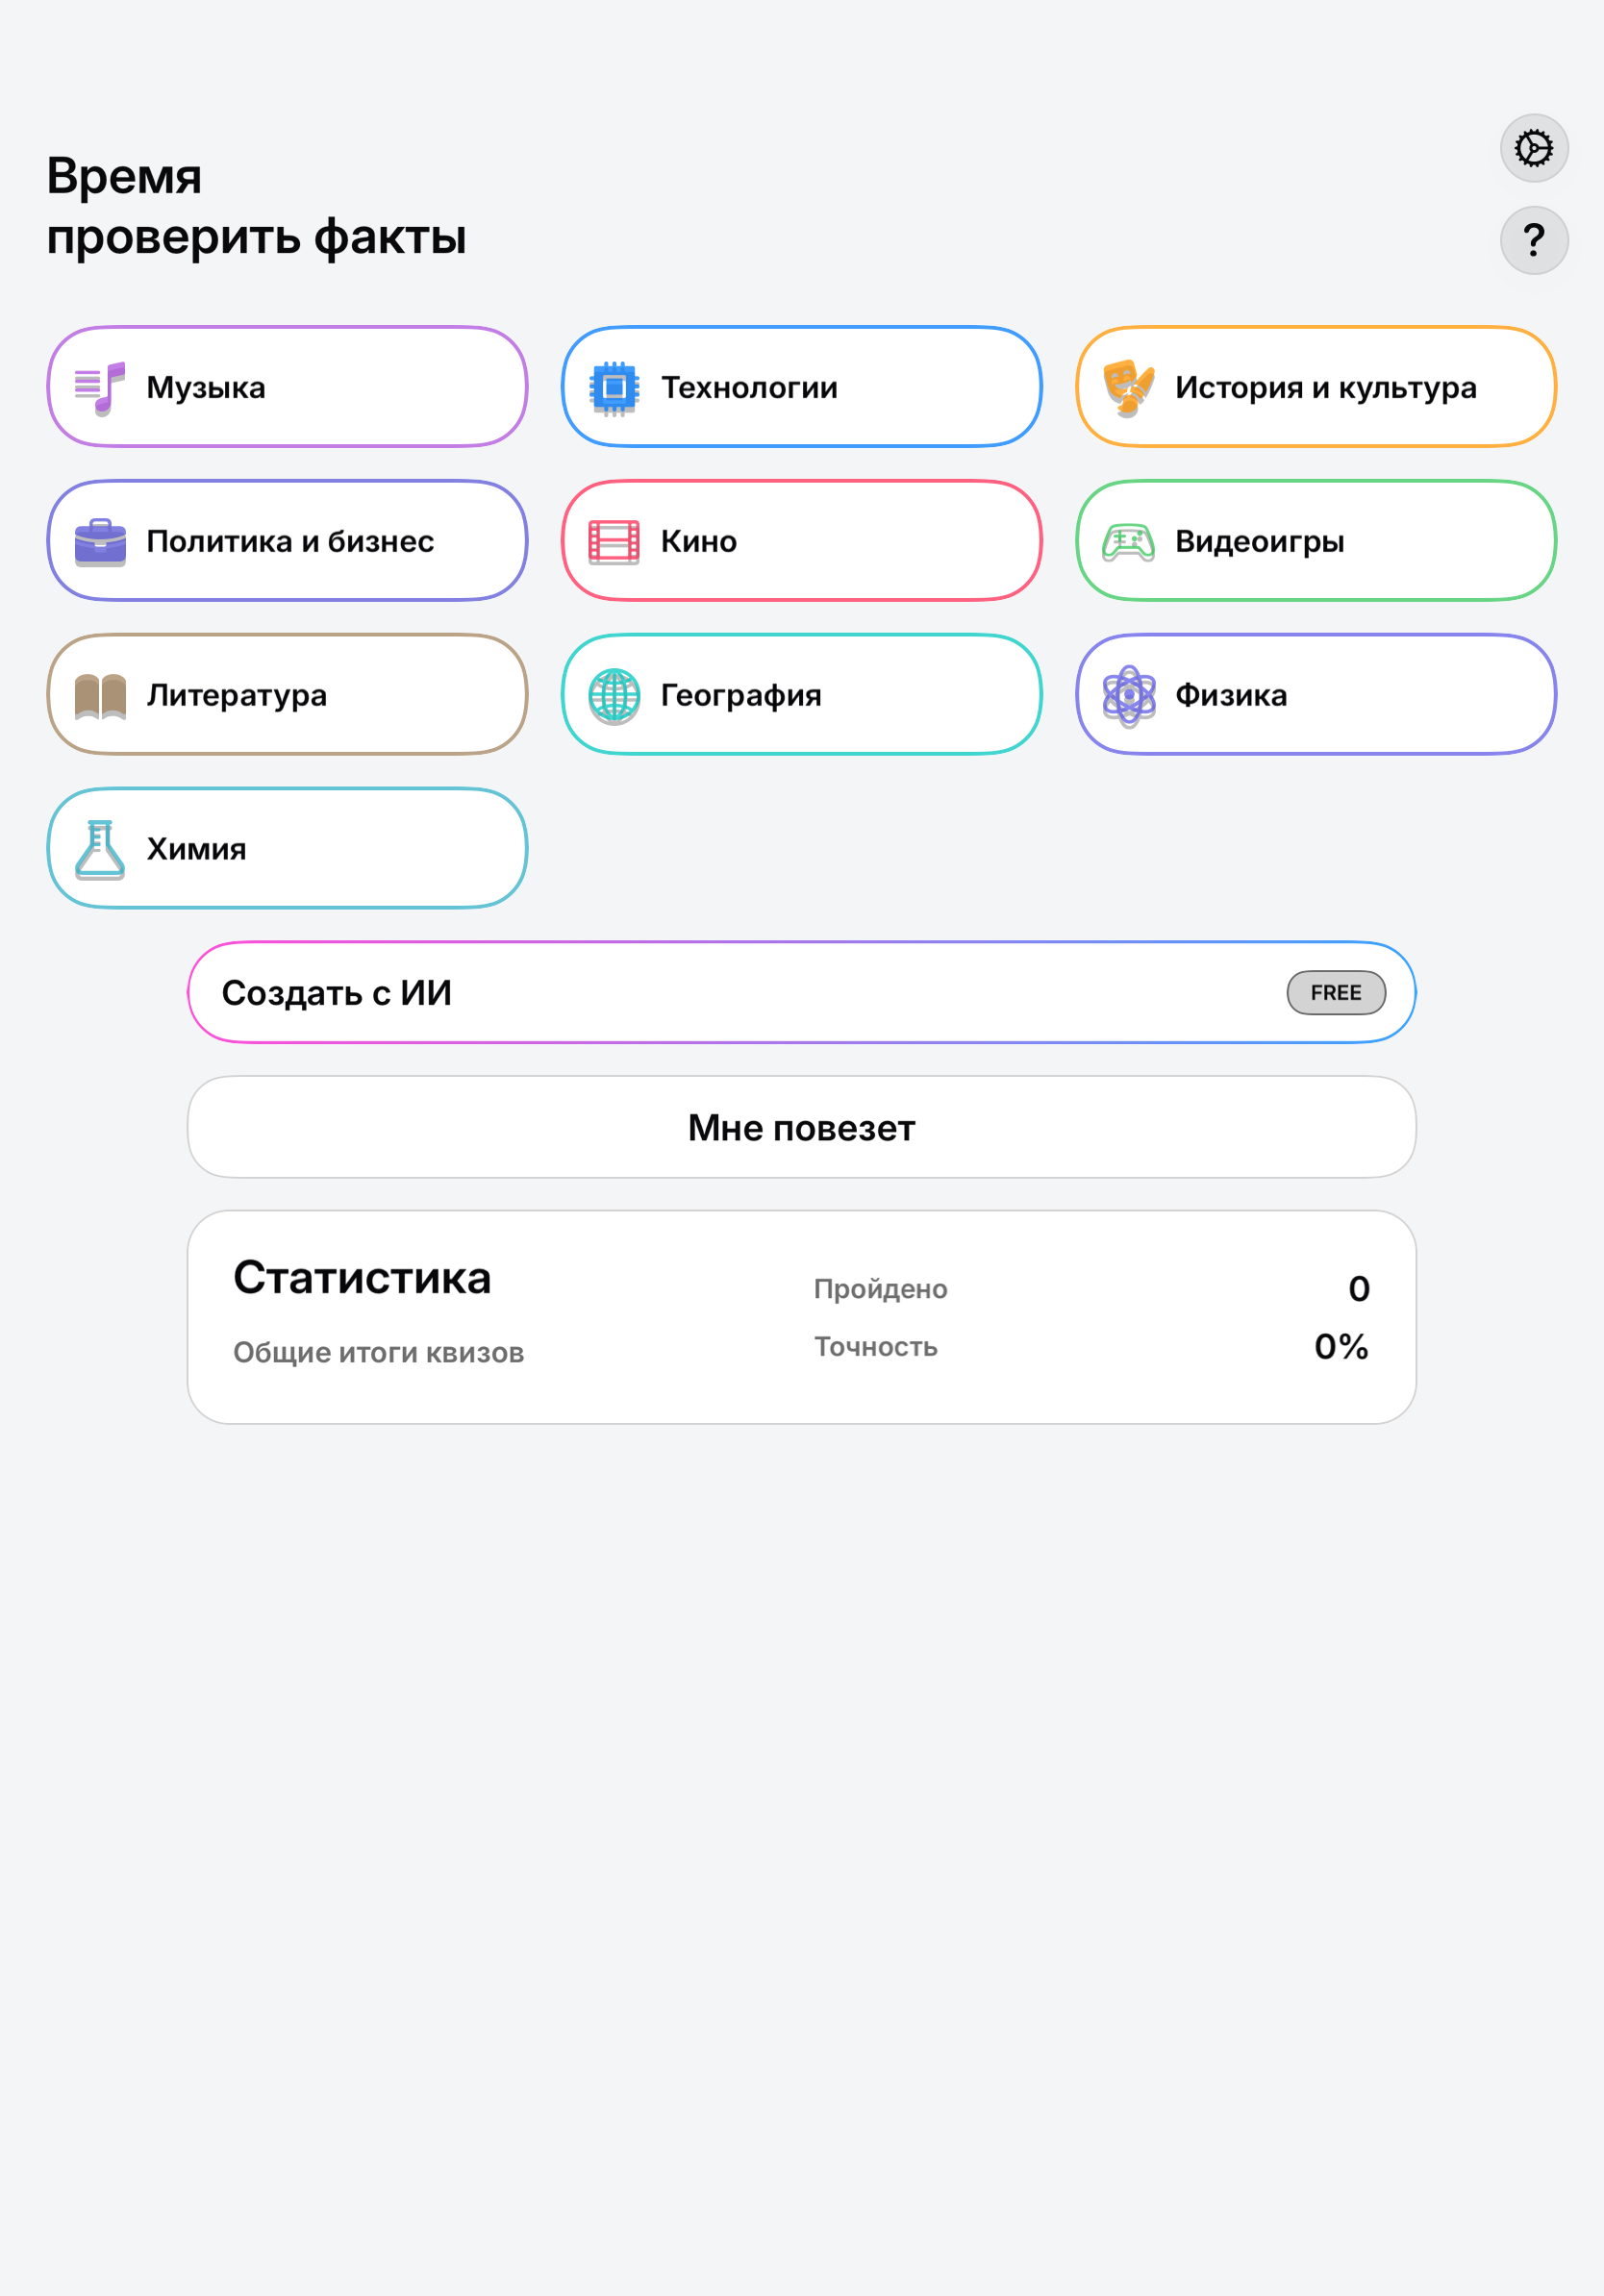 Время
проверить факты
?
Музыка
Технологии
История и культура
Политика и бизнес
Кино
Видеоигры
Литература
География
Физика
Химия
Создать с ИИ
FREE
Мне повезет
Статистика
Общие итоги квизов
Пройдено
0
Точность
0%